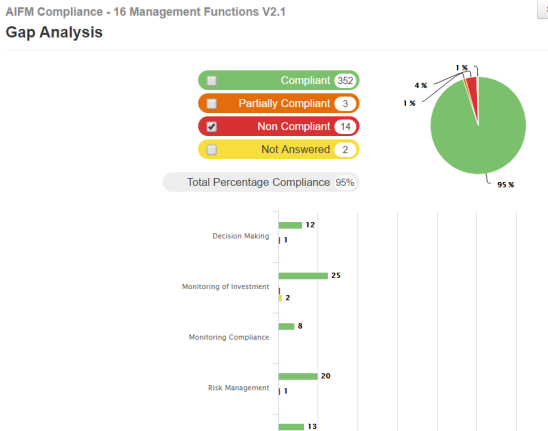 AIFM Compliance - 16 Management Functions V2.1
Gap Analysis
Compliant 352
Partially Compliant 3
Non Compliant 14
Not Answered 2
Total Percentage Compliance 95%
1 %
4 %
1 %
95 %
Decision Making
12
1
Monitoring of Investment
25
2
Monitoring Compliance
8
Risk Management
20
1
13